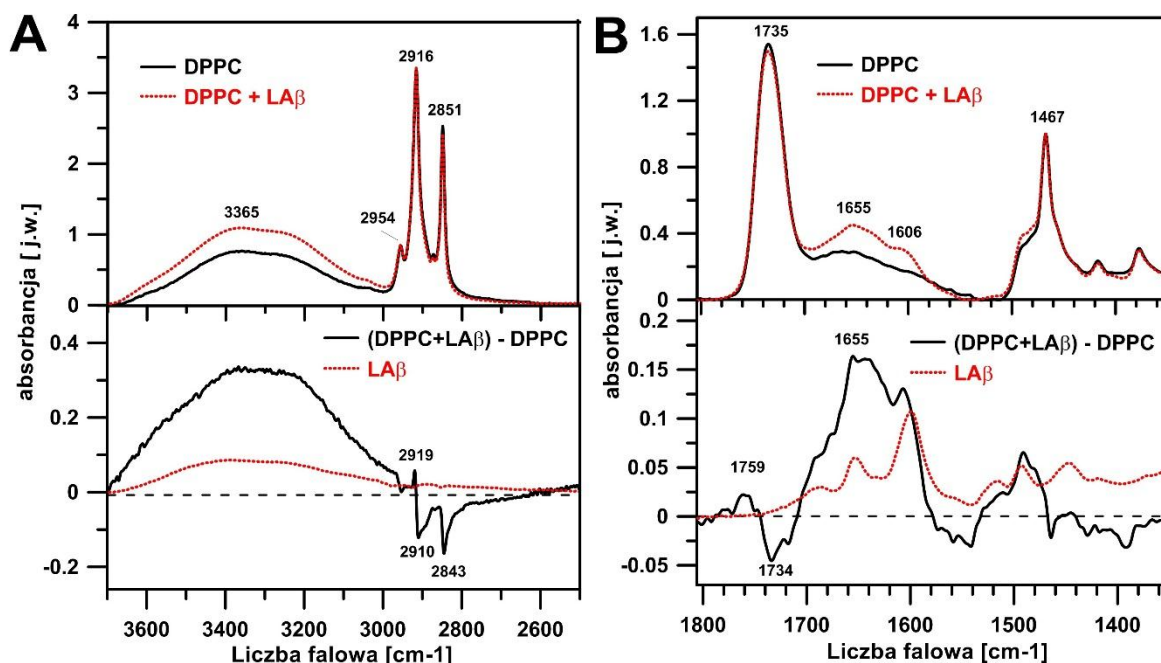 A
4
3
2
1
0
absorbancja [ j.w.]
DPPC
DPPC + LAβ
2916
2851
2954
3365
0.4
0.2
0
-0.2
(DPPC+LAβ) - DPPC
LAβ
2919
2910
2843
3600 3400 3200 3000 2800 2600
Liczba falowa [cm-1]
B
1.6
1.2
0.8
0.4
0
absorbancja [ j.w.]
1735
DPPC
DPPC + LAβ
1467
1655
1606
0.2
0.15
0.1
0.05
0
-0.05
1655
(DPPC+LAβ) - DPPC
LAβ
1759
1734
1800 1700 1600 1500 1400
Liczba falowa [cm-1]